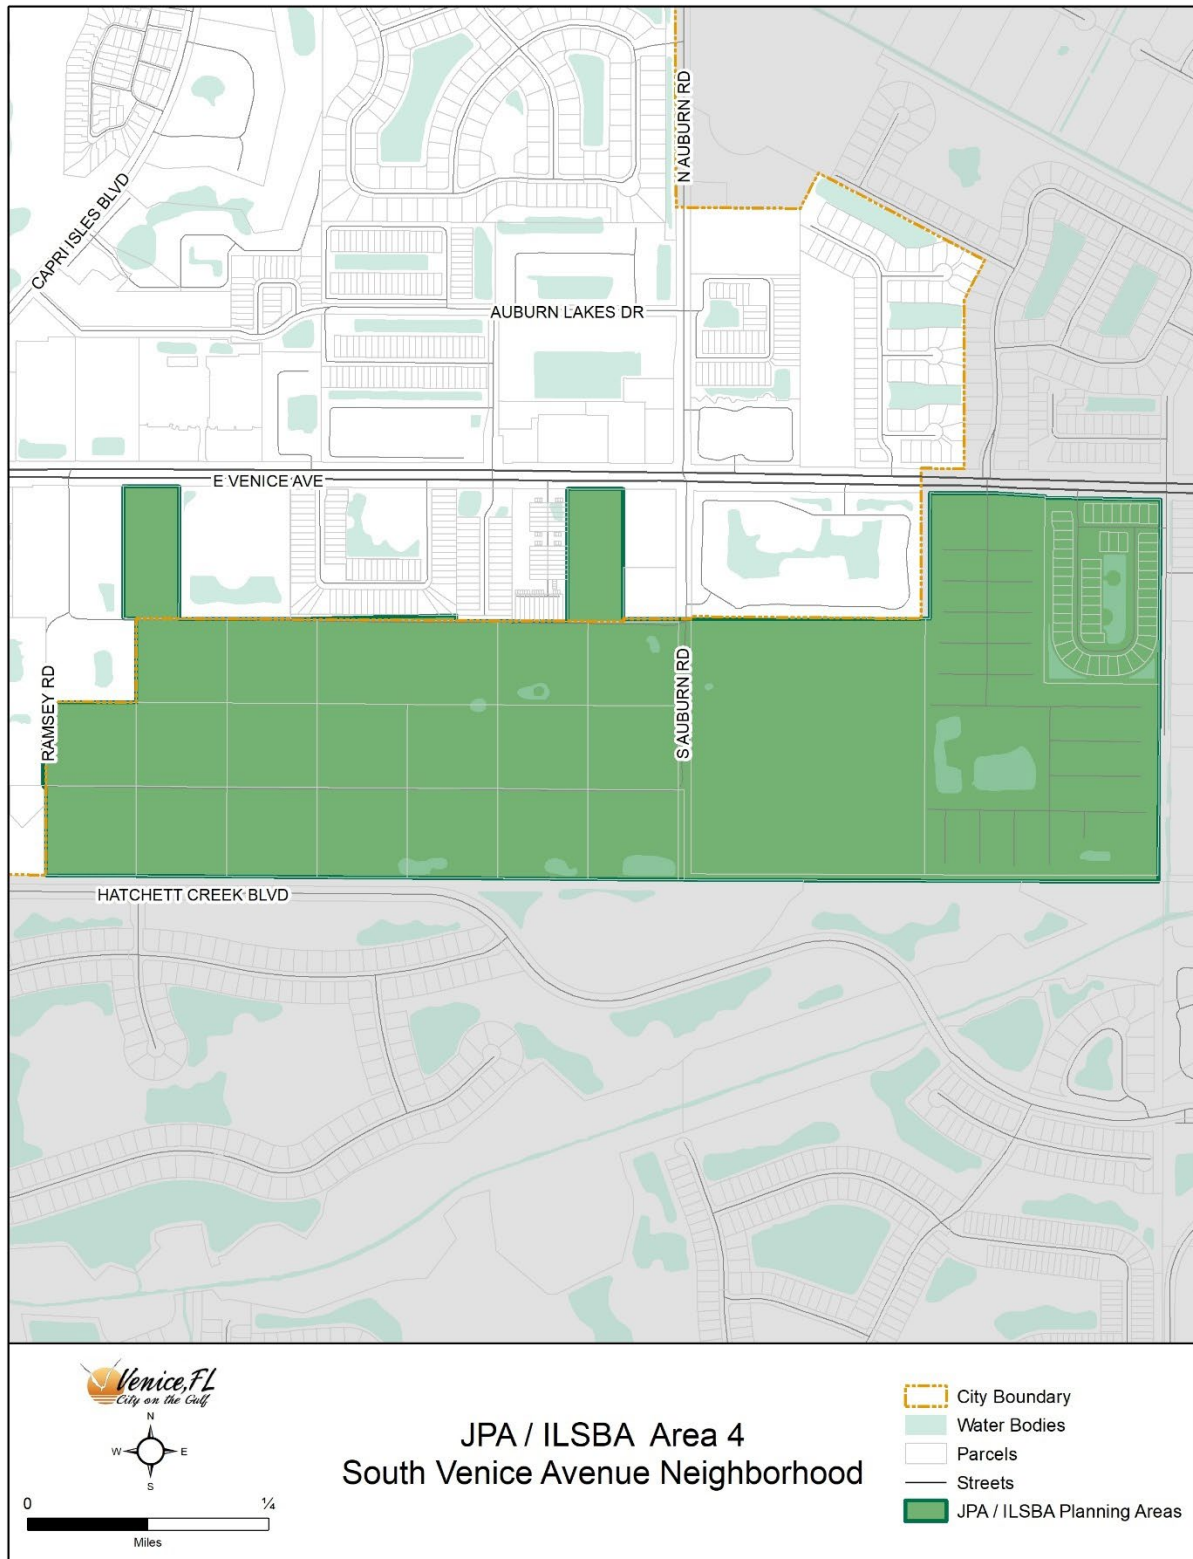 N AUBURN RD
CAPRI ISLES BLVD
AUBURN LAKES DR
E VENICE AVE
RAMSEY RD
S AUBURN RD
HATCHETT CREEK BLVD
Venice, FL
City on the Gulf
N
W E
S
0 ¼
Miles
JPA / ILSBA Area 4
South Venice Avenue Neighborhood
City Boundary
Water Bodies
Parcels
Streets
JPA / ILSBA Planning Areas